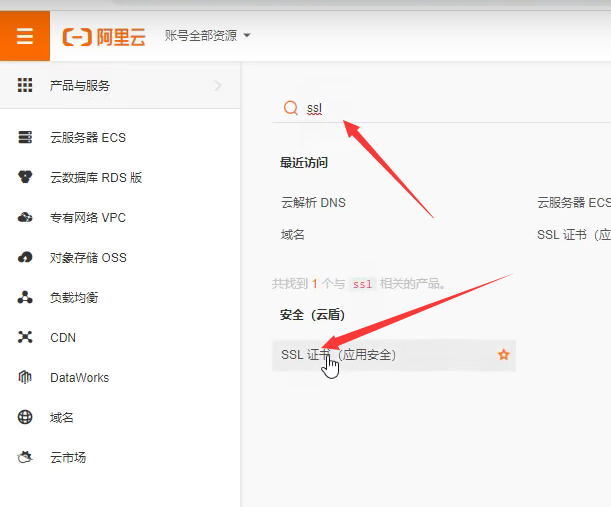 阿里云 账号全部资源
产品与服务
云服务器 ECS
云数据库 RDS 版
专有网络 VPC
对象存储 OSS
负载均衡
CDN
DataWorks
域名
云市场
ssl
最近访问
云解析 DNS 云服务器 ECS
域名 SSL 证书（应
共找到 1 个与 ssl 相关的产品。
安全（云盾）
SSL 证书（应用安全）